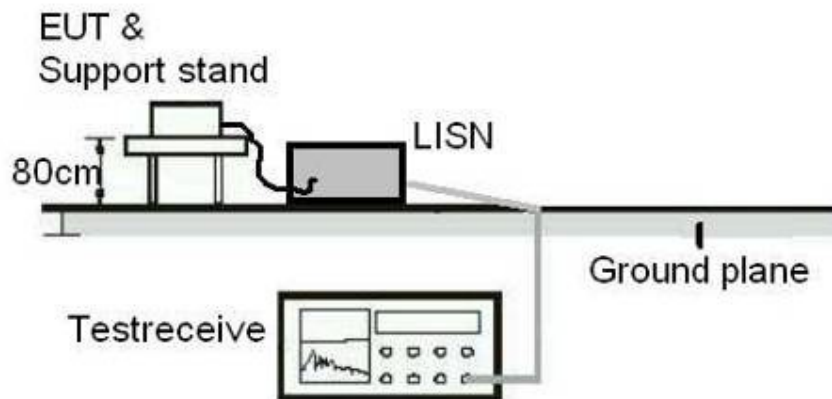 EUT &
Support stand
LISN
80cm
Ground plane
Testreceive